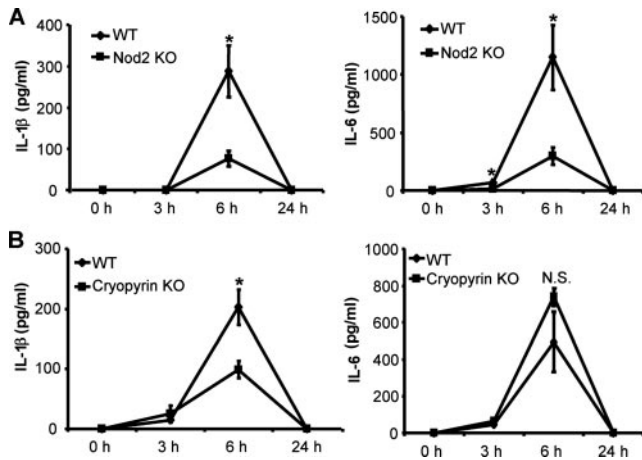 A
IL-1β (pg/ml)
400
300
200
100
0
WT
Nod2 KO
*
0 h 3 h 6 h 24 h
IL-6 (pg/ml)
1500
1000
500
0
WT
Nod2 KO
*
*
0 h 3 h 6 h 24 h
B
IL-1β (pg/ml)
300
200
100
0
WT
Cryopyrin KO
*
0 h 3 h 6 h 24 h
IL-6 (pg/ml)
1000
800
600
400
200
0
WT
Cryopyrin KO
N.S.
0 h 3 h 6 h 24 h